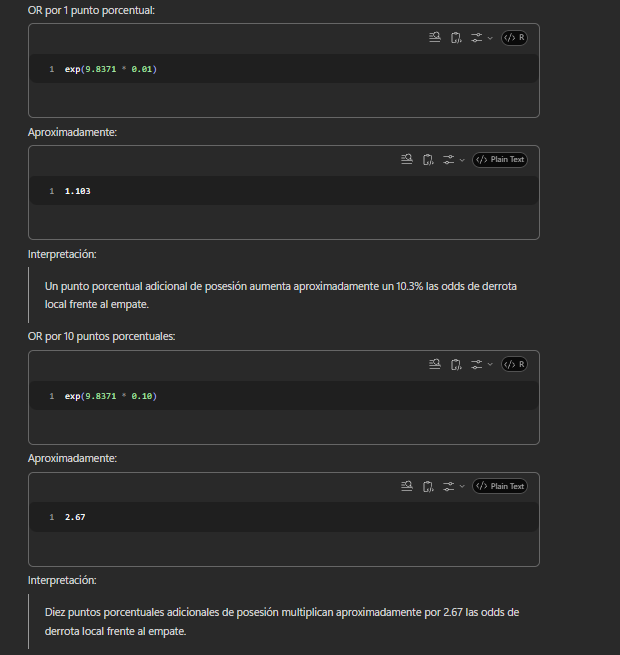 OR por 1 punto porcentual:
</> R
1 exp(9.8371 * 0.01)
Aproximadamente:
</> Plain Text
1 1.103
Interpretación:
Un punto porcentual adicional de posesión aumenta aproximadamente un 10.3% las odds de derrota
local frente al empate.
OR por 10 puntos porcentuales:
</> R
1 exp(9.8371 * 0.10)
Aproximadamente:
</> Plain Text
1 2.67
Interpretación:
Diez puntos porcentuales adicionales de posesión multiplican aproximadamente por 2.67 las odds de
derrota local frente al empate.